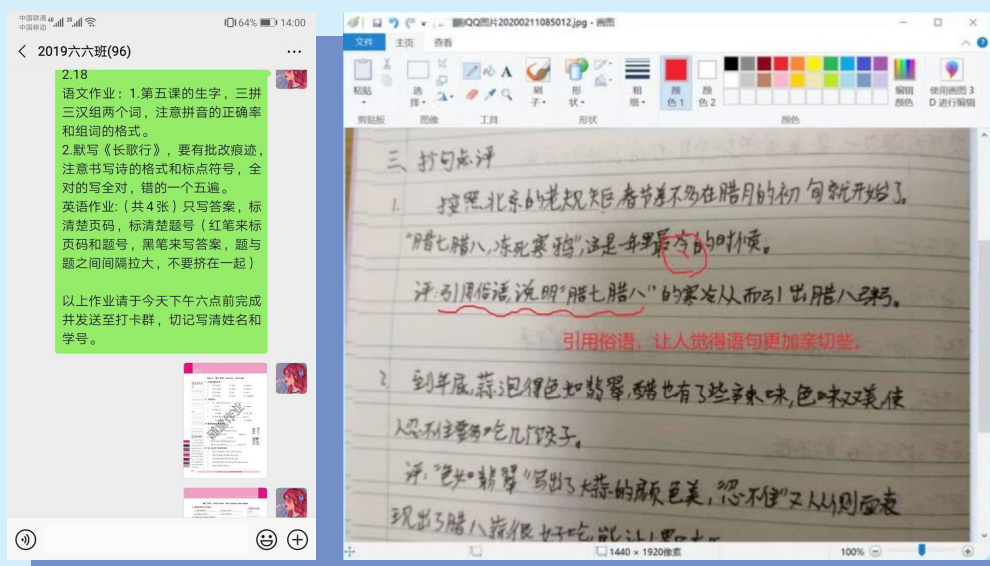 中国联通
中国移动
64%
14:00
2019六六班(96)
2.18
语文作业：1.第五课的生字，三拼
三汉组两个词，注意拼音的正确率
和组词的格式。
2.默写《长歌行》，要有批改痕迹，
注意书写诗的格式和标点符号，全
对的写全对，错的一个五遍。
英语作业:（共4张）只写答案，标
清楚页码，标清楚题号（红笔来标
页码和题号，黑笔来写答案，题与
题之间间隔拉大，不要挤在一起）
以上作业请于今天下午六点前完成
并发送至打卡群，切记写清姓名和
学号。
QQ图片20200211085012.jpg - 画图
文件
主页
查看
粘贴
选择
刷子
形状
粗细
颜色 1
颜色 2
编辑颜色
使用画图 3D 进行编辑
剪贴板
图像
工具
形状
颜色
三、抄句点评
1. 按照北京的老规矩,春节差不多在腊月的初旬就开始了。
“腊七腊八,冻死寒鸦”,这是一年里最冷的时候。
评:引用俗语,说明“腊七腊八”的寒冷从而引出腊八粥。
引用俗语，让人觉得语句更加亲切些。
2. 到年底,蒜泡得色如翡翠,醋也有了些辣味,色味双美,使
人忍不住要多吃几个饺子。
评:“色如翡翠”写出了大蒜的颜色美,“忍不住”又从侧面表
现出了腊八蒜很好吃,
1440 × 1920像素
100%